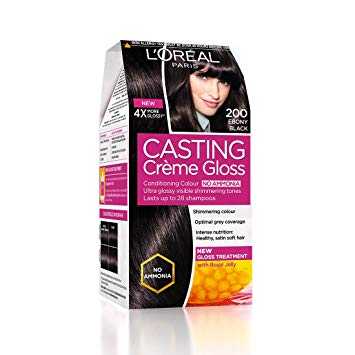 L'ORÉAL
PARIS
NEW
4X MORE
GLOSS!*
200
EBONY
BLACK
CASTING
Crème Gloss
Conditioning Colour NO AMMONIA
Ultra glossy visible shimmering tones
Lasts up to 28 shampoos
Shimmering colour
Optimal grey coverage
Intense nutrition:
Healthy, satin soft hair
NEW
GLOSS TREATMENT
with Royal Jelly
NO
AMMONIA